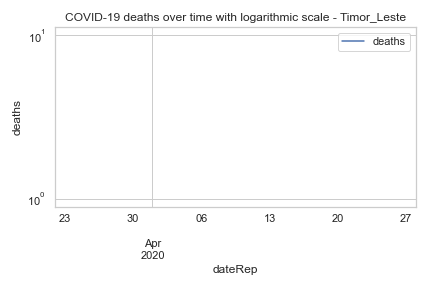 COVID-19 deaths over time with logarithmic scale - Timor_Leste
deaths
10¹
deaths
10⁰
23 30 06 13 20 27
Apr
2020
dateRep